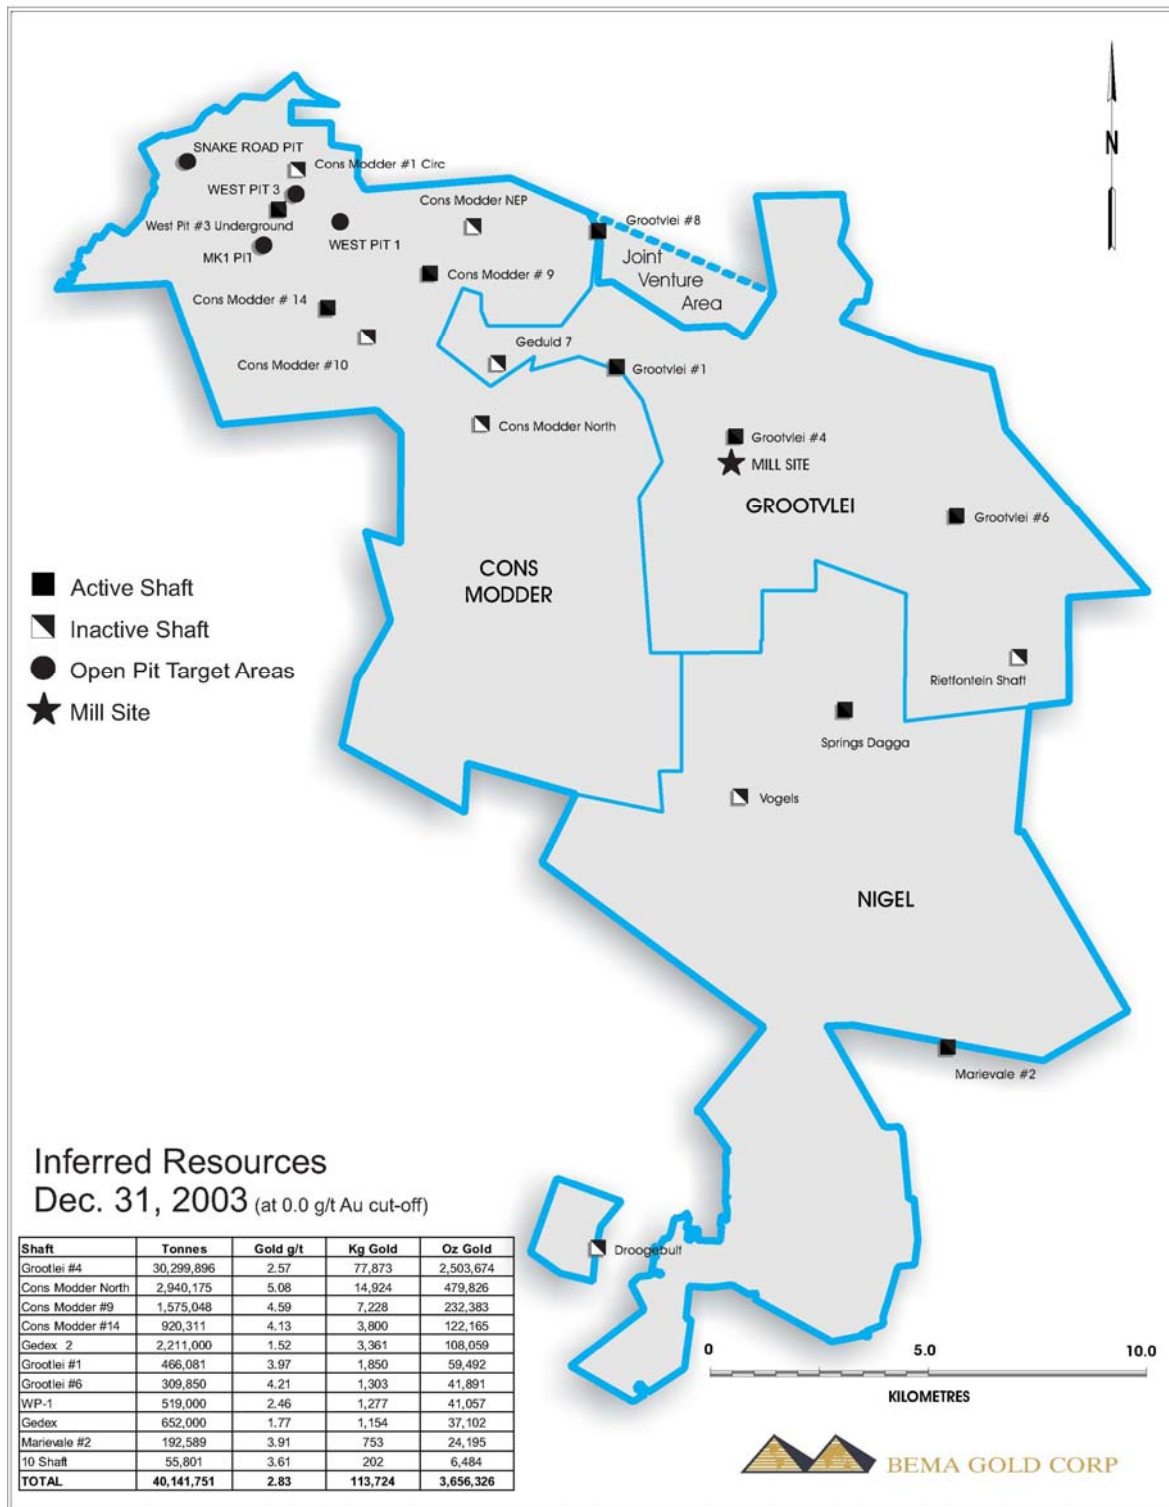 N
SNAKE ROAD PIT
Cons Modder #1 Circ
WEST PIT 3
Cons Modder NEP
West Pit #3 Underground
WEST PIT 1
Grootvlei #8
MK1 PIT
Joint
Venture
Area
Cons Modder # 9
Cons Modder # 14
Cons Modder #10
Geduld 7
Grootvlei #1
Cons Modder North
Grootvlei #4
MILL SITE
GROOTVLEI
Grootvlei #6
CONS
MODDER
Active Shaft
Inactive Shaft
Open Pit Target Areas
Mill Site
Rietfontein Shaft
Springs Dagga
Vogels
NIGEL
Marievale #2
Droogebult
Inferred Resources
Dec. 31, 2003 (at 0.0 g/t Au cut-off)
Shaft Tonnes Gold g/t Kg Gold Oz Gold
Grootlei #4 30,299,896 2.57 77,873 2,503,674
Cons Modder North 2,940,175 5.08 14,924 479,826
Cons Modder #9 1,575,048 4.59 7,228 232,383
Cons Modder #14 920,311 4.13 3,800 122,165
Gedex 2 2,211,000 1.52 3,361 108,059
Grootlei #1 466,081 3.97 1,850 59,492
Grootlei #6 309,850 4.21 1,303 41,891
WP-1 519,000 2.46 1,277 41,057
Gedex 652,000 1.77 1,154 37,102
Marievale #2 192,589 3.91 753 24,195
10 Shaft 55,801 3.61 202 6,484
TOTAL 40,141,751 2.83 113,724 3,656,326
0 5.0 10.0
KILOMETRES
BEMA GOLD CORP